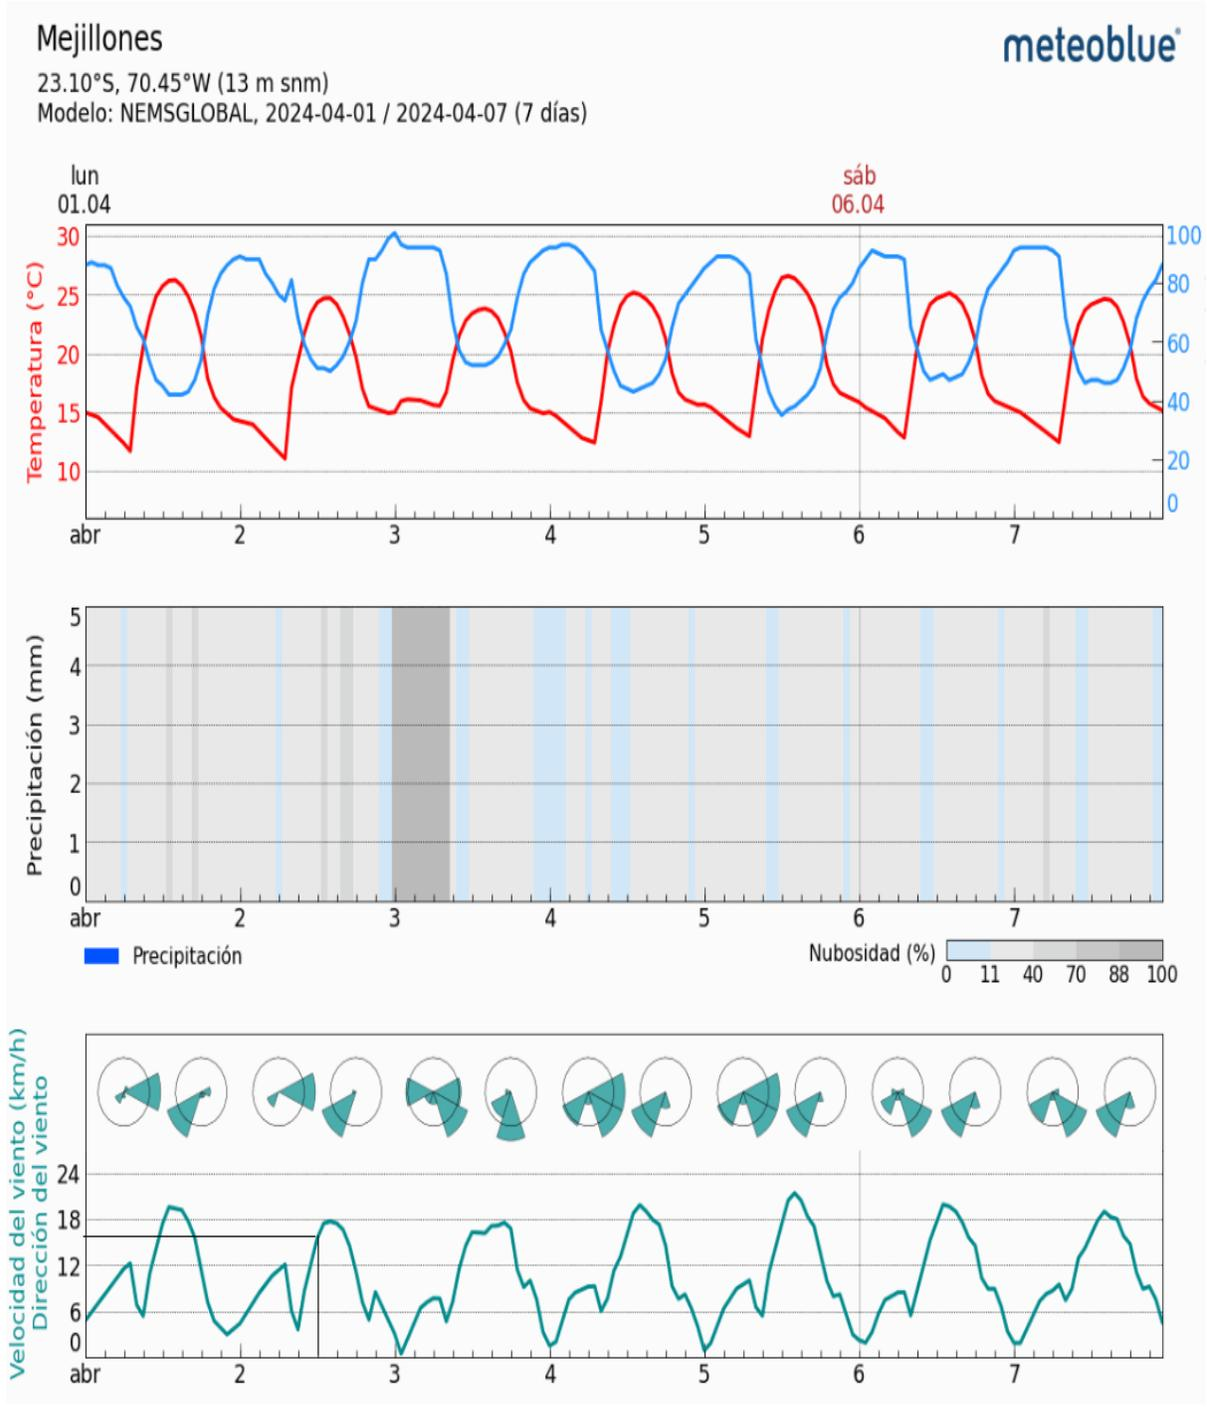 Mejillones
meteoblue
23.10°S, 70.45°W (13 m snm)
Modelo: NEMSGLOBAL, 2024-04-01 / 2024-04-07 (7 días)
lun
01.04
sáb
06.04
Temperatura (°C)
30
25
20
15
10
100
80
60
40
20
0
abr 2 3 4 5 6 7
Precipitación (mm)
5
4
3
2
1
0
abr 2 3 4 5 6 7
Precipitación
Nubosidad (%)
0 11 40 70 88 100
Velocidad del viento (km/h)
Dirección del viento
24
18
12
6
0
abr 2 3 4 5 6 7